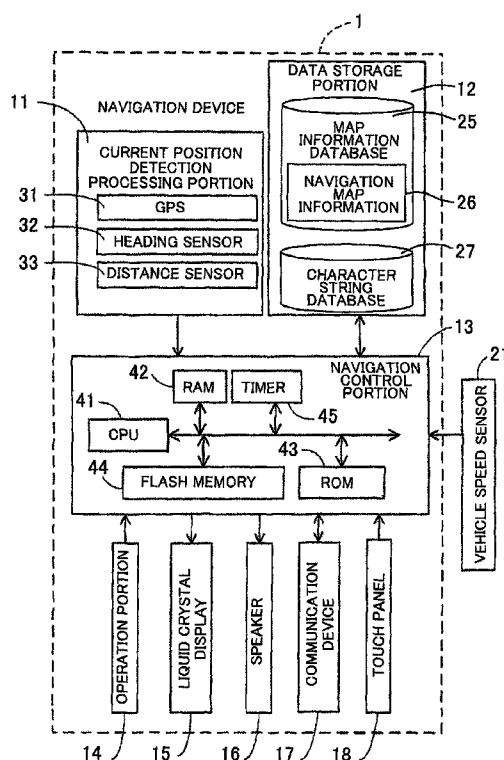 1
DATA STORAGE
PORTION
12
25
11
NAVIGATION DEVICE
MAP
INFORMATION
DATABASE
CURRENT POSITION
DETECTION
PROCESSING PORTION
NAVIGATION
MAP
INFORMATION
26
31
GPS
32
HEADING SENSOR
27
33
DISTANCE SENSOR
CHARACTER
STRING
DATABASE
13
21
42
RAM
TIMER
NAVIGATION
CONTROL
PORTION
41
45
CPU
43
44
FLASH MEMORY
ROM
VEHICLE SPEED SENSOR
OPERATION PORTION
LIQUID CRYSTAL
DISPLAY
SPEAKER
COMMUNICATION
DEVICE
TOUCH PANEL
14
15
16
17
18